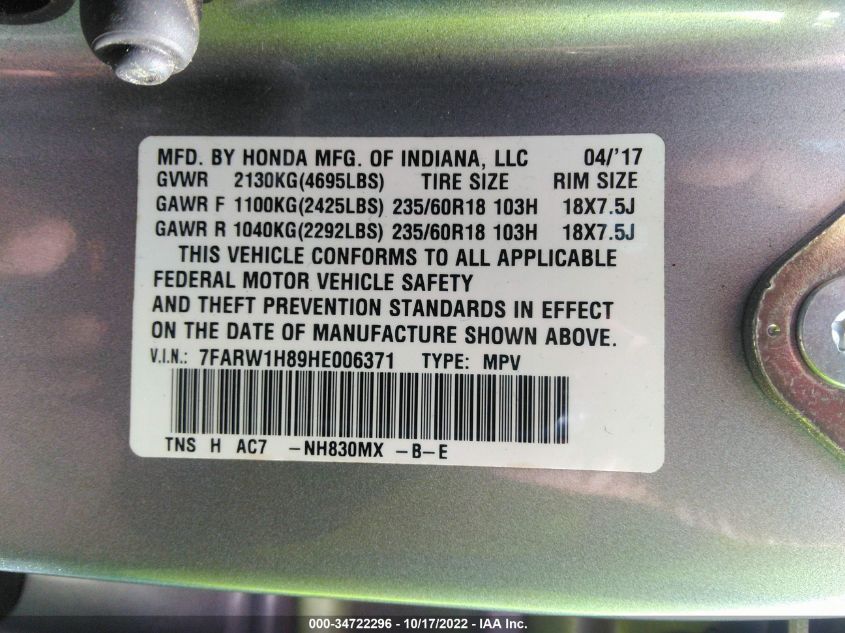 MFD. BY HONDA MFG. OF INDIANA, LLC 04/'17
GVWR 2130KG(4695LBS) TIRE SIZE RIM SIZE
GAWR F 1100KG(2425LBS) 235/60R18 103H 18X7.5J
GAWR R 1040KG(2292LBS) 235/60R18 103H 18X7.5J
THIS VEHICLE CONFORMS TO ALL APPLICABLE
FEDERAL MOTOR VEHICLE SAFETY
AND THEFT PREVENTION STANDARDS IN EFFECT
ON THE DATE OF MANUFACTURE SHOWN ABOVE.
V.I.N.: 7FARW1H89HE006371 TYPE: MPV
TNS H AC7 -NH830MX -B-E
000-34722296 - 10/17/2022 - IAA Inc.